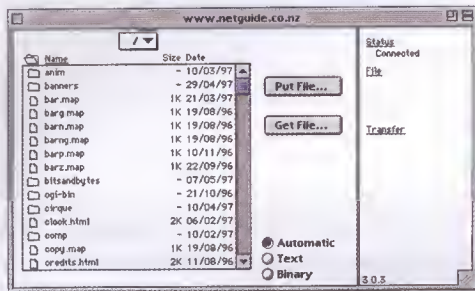 www.netguide.co.nz
/
Name Size Date
anim - 10/03/97
banners - 29/04/97
bar.map 1K 21/03/97
barg.map 1K 19/08/96
barn.map 1K 19/08/96
barng.map 1K 19/08/96
barp.map 1K 10/11/96
barz.map 1K 22/09/96
bitsandbytes - 07/05/97
cgi-bin - 21/10/96
cirque - 10/04/97
clook.html 2K 06/02/97
comp - 10/02/97
copy.map 1K 19/08/96
credits.html 2K 11/08/96
Put File...
Get File...
Automatic
Text
Binary
Status
Connected
File
Transfer
3.0.3